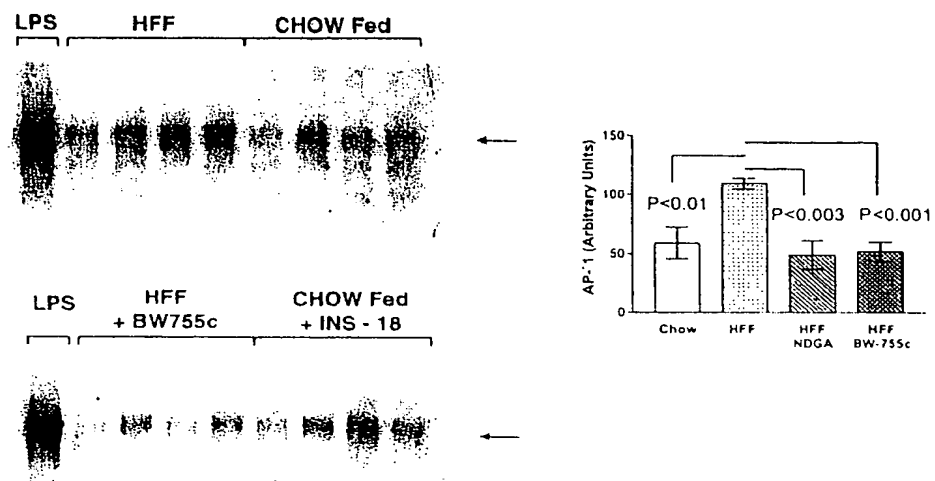 LPS HFF CHOW Fed
LPS HFF + BW755c CHOW Fed + INS - 18
150
100
50
0
AP-1 (Arbitrary Units)
P<0.01
P<0.003
P<0.001
Chow
HFF
HFF NDGA
HFF BW-755c